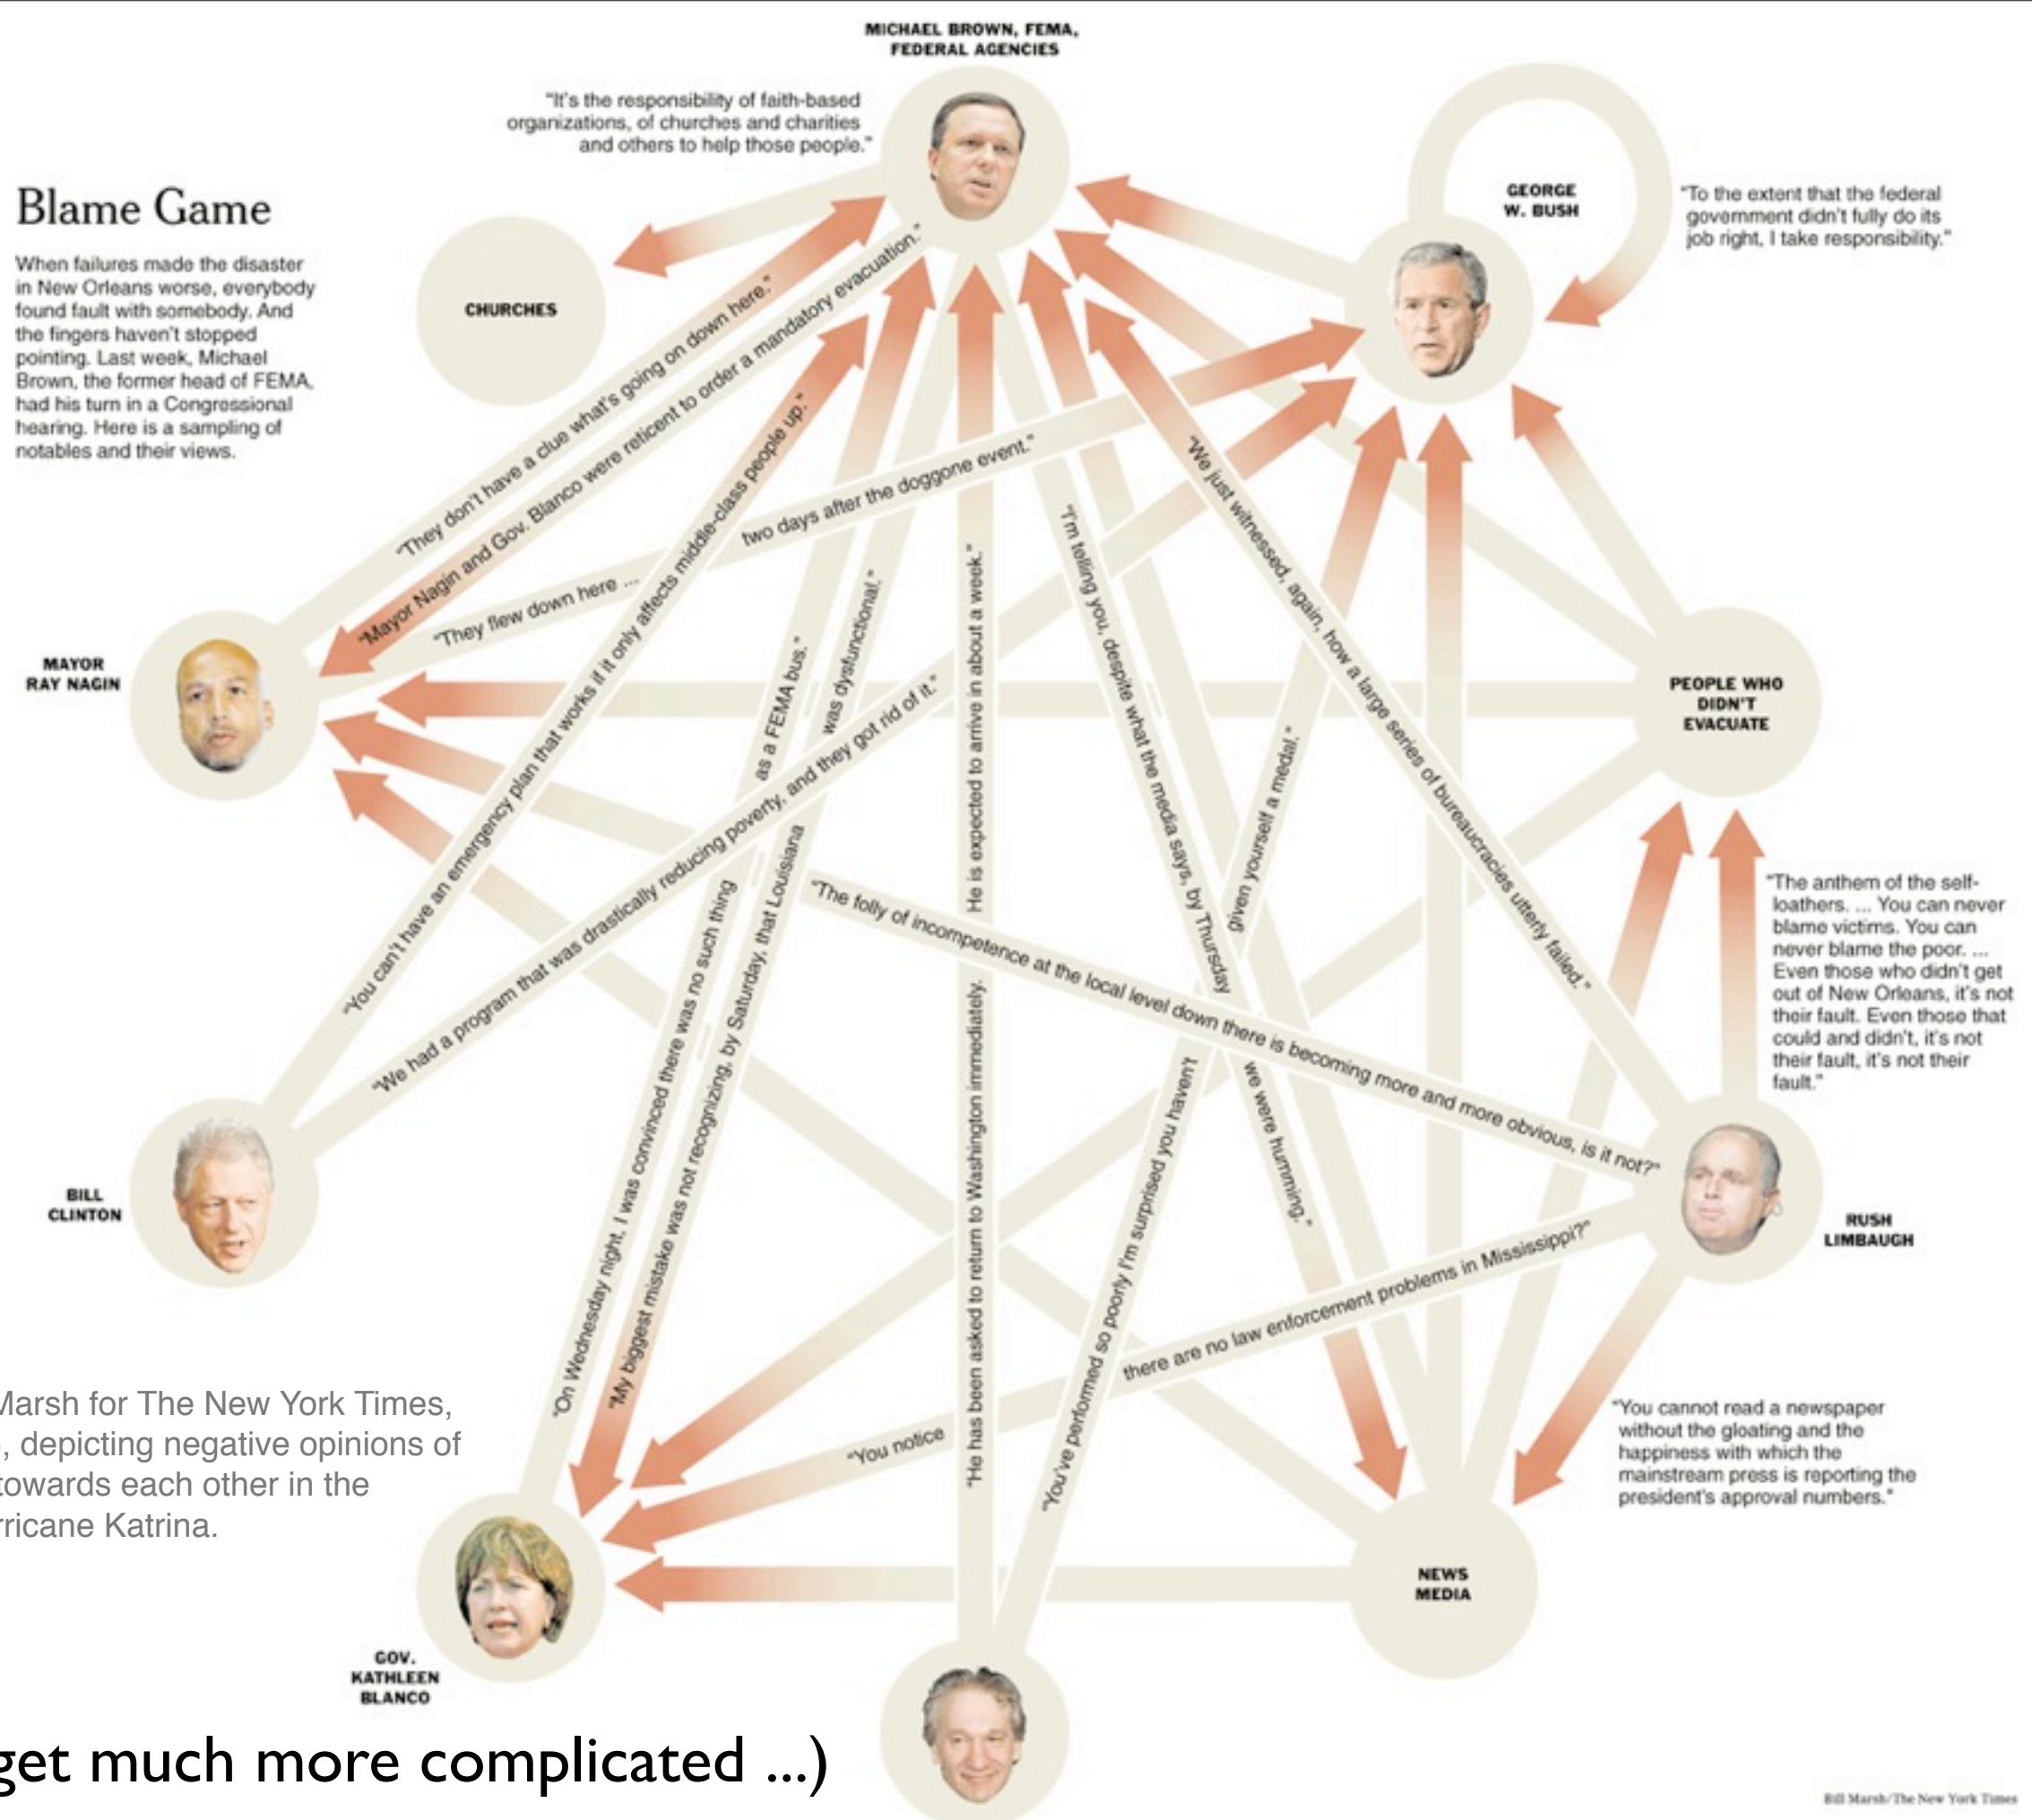 MICHAEL BROWN, FEMA,
FEDERAL AGENCIES
"It's the responsibility of faith-based
organizations, of churches and charities
and others to help those people."
Blame Game
When failures made the disaster
in New Orleans worse, everybody
found fault with somebody. And
the fingers haven't stopped
pointing. Last week, Michael
Brown, the former head of FEMA,
had his turn in a Congressional
hearing. Here is a sampling of
notables and their views.
CHURCHES
GEORGE
W. BUSH
"To the extent that the federal
government didn't fully do its
job right, I take responsibility."
"They don't have a clue what's going on down here."
"Mayor Nagin and Gov. Blanco were reticent to order a mandatory evacuation."
"They flew down here ... two days after the doggone event."
"You can't have an emergency plan that works if it only affects middle-class people up."
"We had a program that was drastically reducing poverty, and they got rid of it."
"On Wednesday night, I was convinced there was no such thing as a FEMA bus."
"My biggest mistake was not recognizing, by Saturday, that Louisiana was dysfunctional."
"He has been asked to return to Washington immediately. He is expected to arrive in about a week."
"You've performed so poorly I'm surprised you haven't given yourself a medal."
"I'm telling you, despite what the media says, by Thursday we were humming."
"We just witnessed, again, how a large series of bureaucracies utterly failed."
"The folly of incompetence at the local level down there is becoming more and more obvious, is it not?"
"You notice there are no law enforcement problems in Mississippi?"
MAYOR
RAY NAGIN
PEOPLE WHO
DIDN'T
EVACUATE
"The anthem of the self-
loathers. ... You can never
blame victims. You can
never blame the poor. ...
Even those who didn't get
out of New Orleans, it's not
their fault. Even those that
could and didn't, it's not
their fault, it's not their
fault."
BILL
CLINTON
RUSH
LIMBAUGH
"You cannot read a newspaper
without the gloating and the
happiness with which the
mainstream press is reporting the
president's approval numbers."
Marsh for The New York Times,
, depicting negative opinions of
towards each other in the
rricane Katrina.
NEWS
MEDIA
GOV.
KATHLEEN
BLANCO
get much more complicated ...)
Bill Marsh/The New York Times